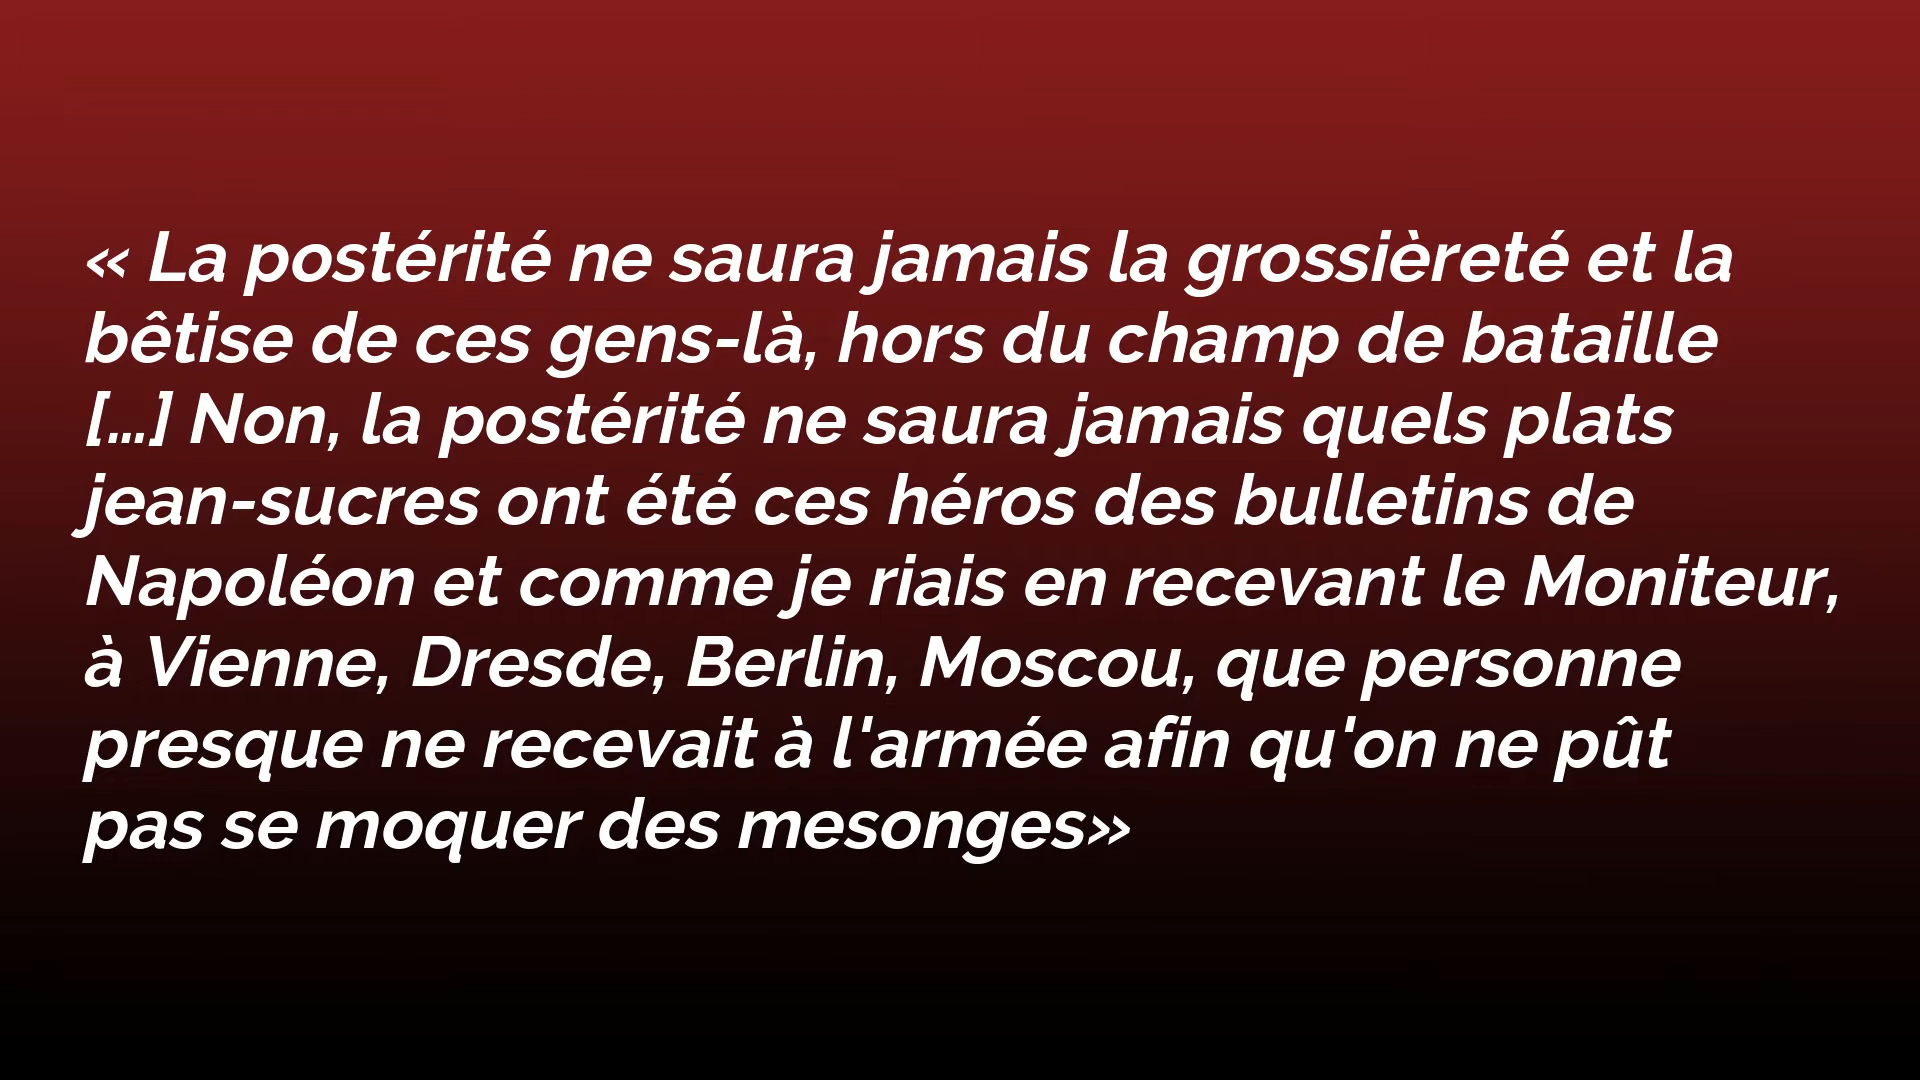 « La postérité ne saura jamais la grossièreté et la
bêtise de ces gens-là, hors du champ de bataille
[…] Non, la postérité ne saura jamais quels plats
jean-sucres ont été ces héros des bulletins de
Napoléon et comme je riais en recevant le Moniteur,
à Vienne, Dresde, Berlin, Moscou, que personne
presque ne recevait à l'armée afin qu'on ne pût
pas se moquer des mesonges»